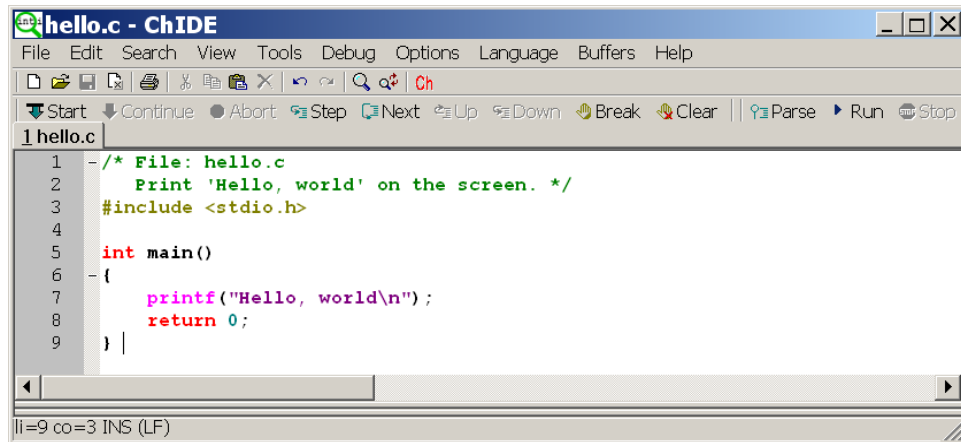 hello.c - ChIDE
File Edit Search View Tools Debug Options Language Buffers Help
Ch
Start Continue Abort Step Next Up Down Break Clear Parse Run Stop
1 hello.c
1 /* File: hello.c
2 Print 'Hello, world' on the screen. */
3 #include <stdio.h>
4
5 int main()
6 {
7 printf("Hello, world\n");
8 return 0;
9 }
li=9 co=3 INS (LF)